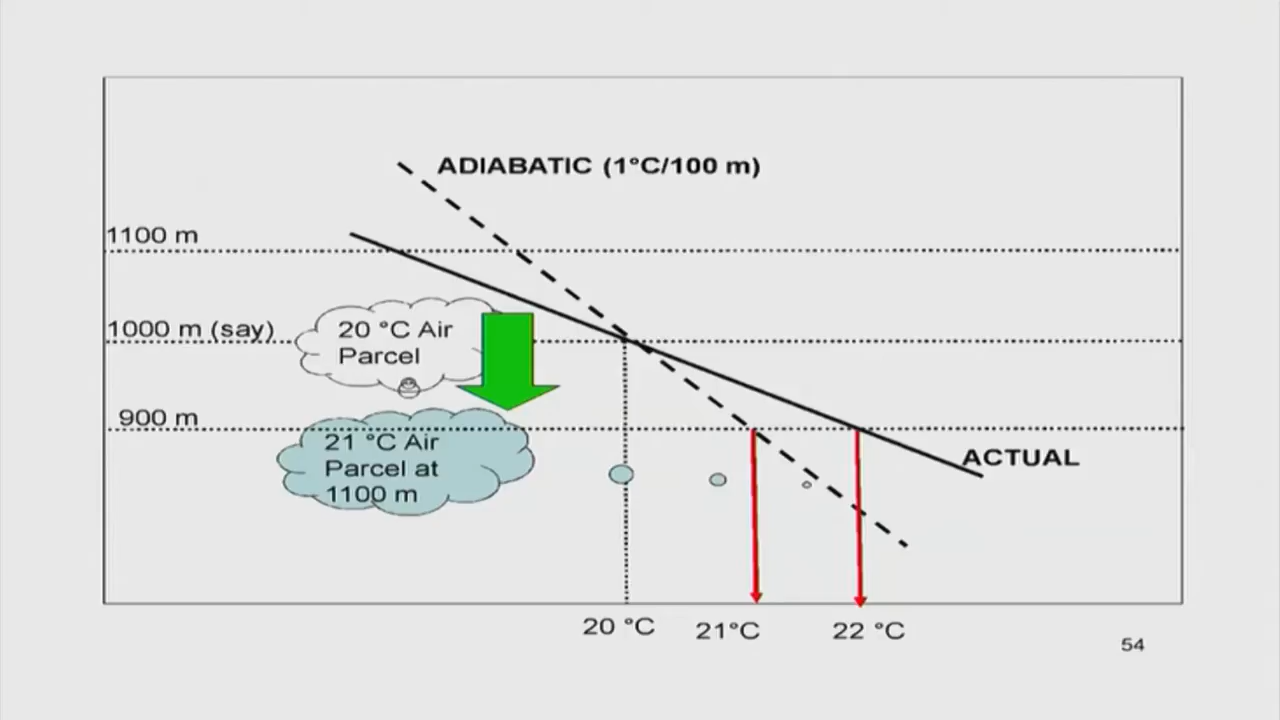 ADIABATIC (1°C/100 m)
1100 m
1000 m (say)
20 °C Air
Parcel
900 m
21 °C Air
Parcel at
1100 m
ACTUAL
20 °C
21°C
22 °C
54